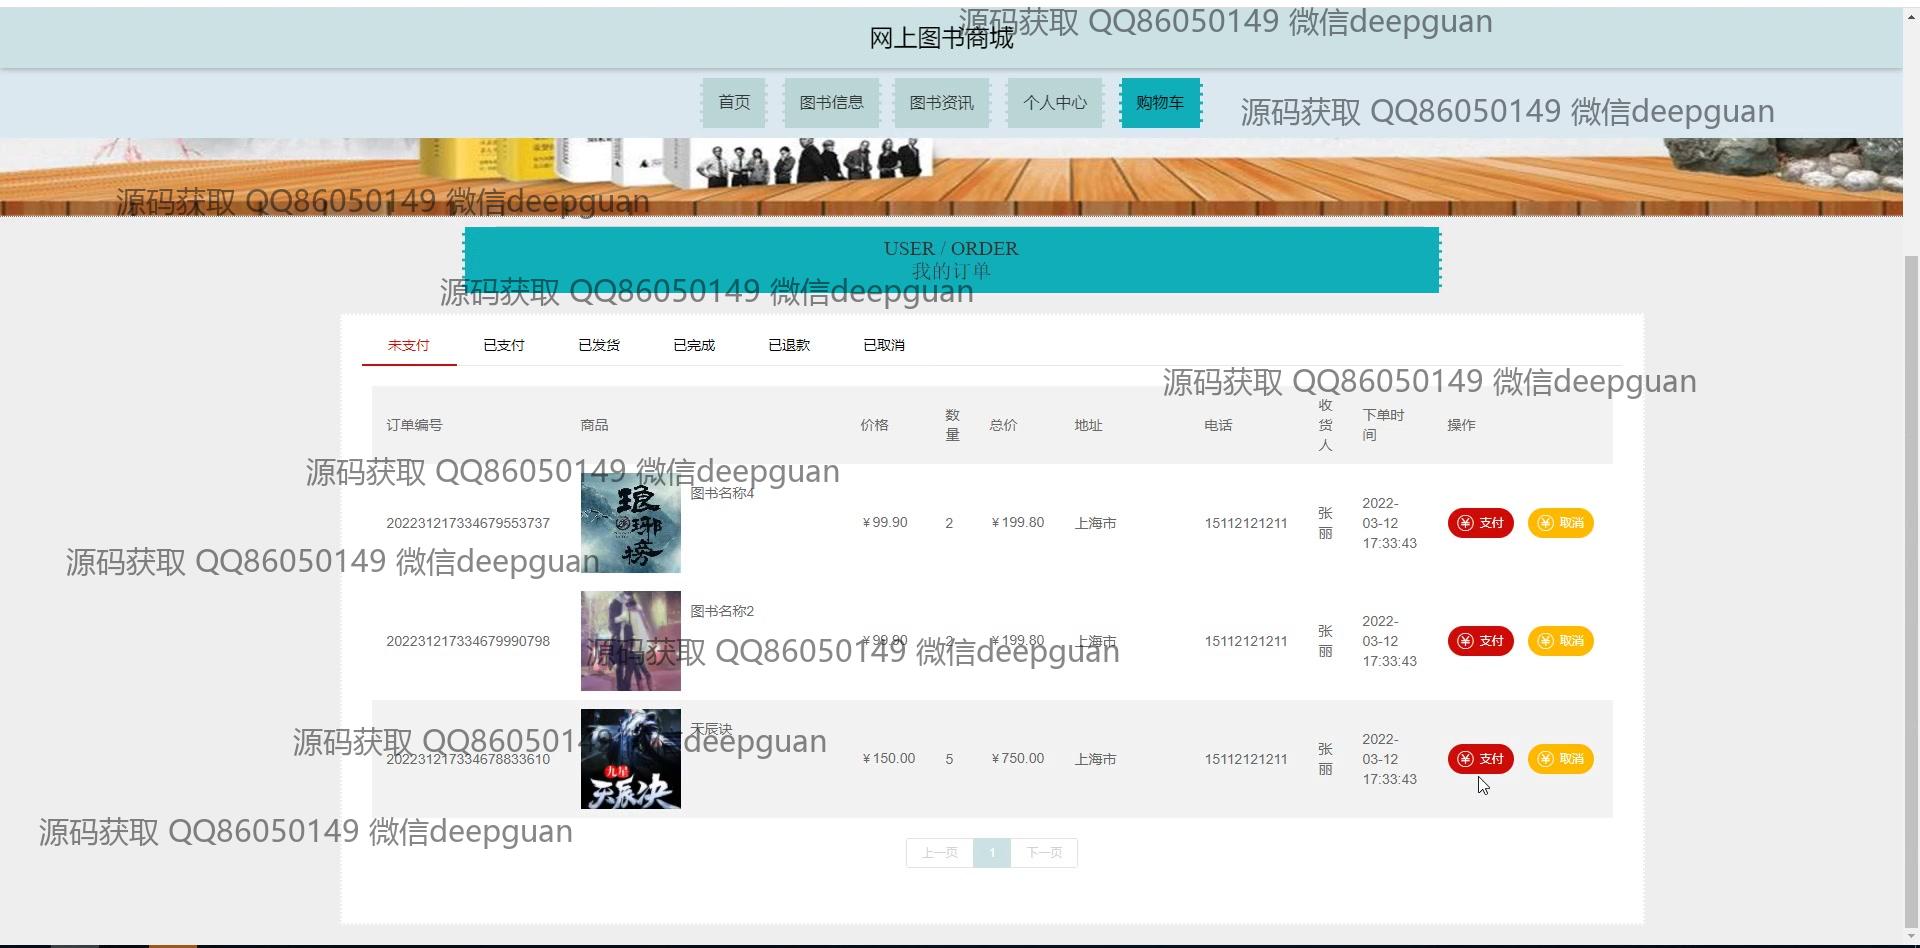 源码获取 QQ86050149 微信deepguan
网上图书商城
首页 图书信息 图书资讯 个人中心 购物车
源码获取 QQ86050149 微信deepguan
源码获取 QQ86050149 微信deepguan
USER / ORDER
我的订单
源码获取 QQ86050149 微信deepguan
未支付 已支付 已发货 已完成 已退款 已取消
源码获取 QQ86050149 微信deepguan
订单编号 商品 价格 数量 总价 地址 电话 收货人 下单时间 操作
源码获取 QQ86050149 微信deepguan
琅琊榜
图书名称4
202231217334679553737 ￥99.90 2 ￥199.80 上海市 15112121211 张丽 2022-03-12 17:33:43 支付 取消
源码获取 QQ86050149 微信deepguan
图书名称2
202231217334679990798 ￥99.90 2 ￥199.80 上海市 15112121211 张丽 2022-03-12 17:33:43 支付 取消
源码获取 QQ86050149 微信deepguan
天辰诀
源码获取 QQ86050149 微信deepguan
202231217334678833610 ￥150.00 5 ￥750.00 上海市 15112121211 张丽 2022-03-12 17:33:43 支付 取消
九星
天辰决
源码获取 QQ86050149 微信deepguan
上一页 1 下一页